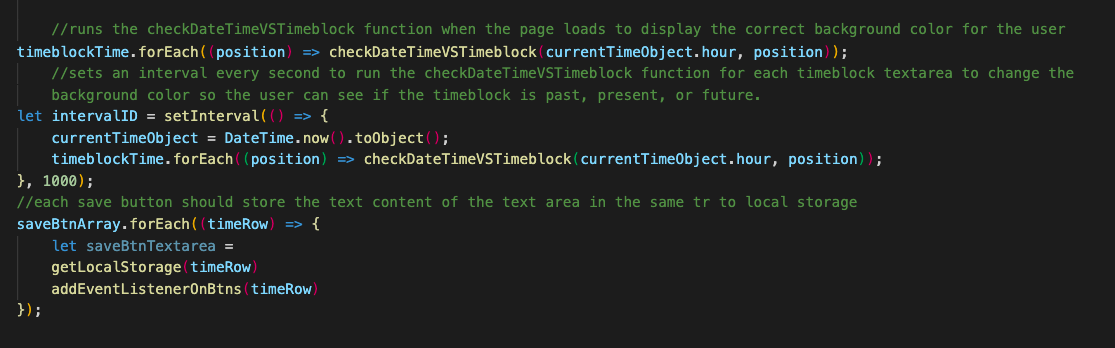 //runs the checkDateTimeVSTimeblock function when the page loads to display the correct background color for the user
timeblockTime.forEach((position) => checkDateTimeVSTimeblock(currentTimeObject.hour, position));
//sets an interval every second to run the checkDateTimeVSTimeblock function for each timeblock textarea to change the
background color so the user can see if the timeblock is past, present, or future.
let intervalID = setInterval(() => {
currentTimeObject = DateTime.now().toObject();
timeblockTime.forEach((position) => checkDateTimeVSTimeblock(currentTimeObject.hour, position));
}, 1000);
//each save button should store the text content of the text area in the same tr to local storage
saveBtnArray.forEach((timeRow) => {
let saveBtnTextarea =
getLocalStorage(timeRow)
addEventListenerOnBtns(timeRow)
});